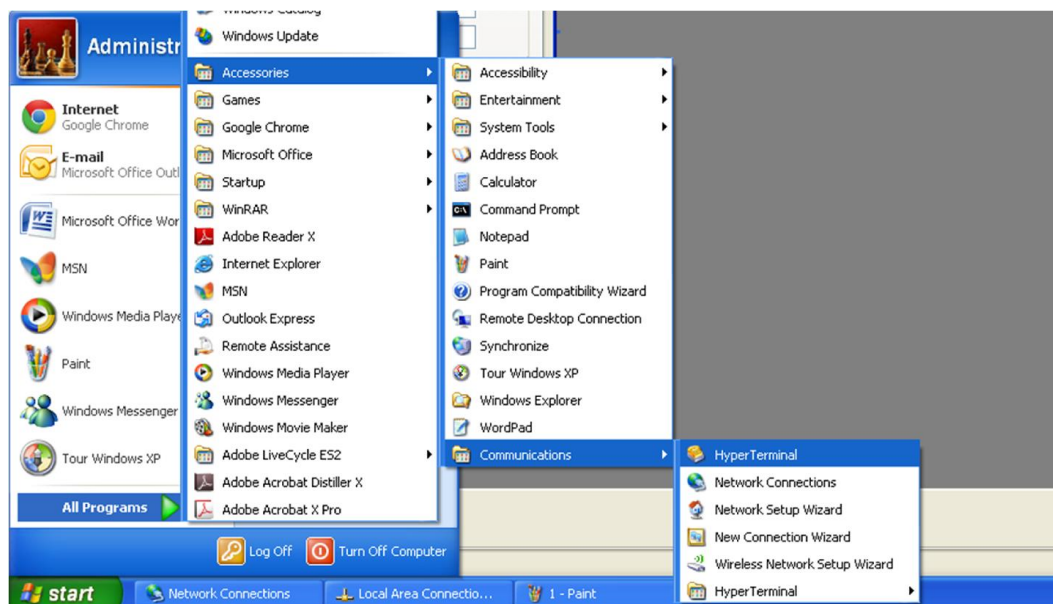 Administr
Internet
Google Chrome
E-mail
Microsoft Office Outl
Microsoft Office Wor
MSN
Windows Media Playe
Paint
Windows Messenger
Tour Windows XP
All Programs
Windows Catalog
Windows Update
Accessories
Games
Google Chrome
Microsoft Office
Startup
WinRAR
Adobe Reader X
Internet Explorer
MSN
Outlook Express
Remote Assistance
Windows Media Player
Windows Messenger
Windows Movie Maker
Adobe LiveCycle ES2
Adobe Acrobat Distiller X
Adobe Acrobat X Pro
Accessibility
Entertainment
System Tools
Address Book
Calculator
Command Prompt
Notepad
Paint
Program Compatibility Wizard
Remote Desktop Connection
Synchronize
Tour Windows XP
Windows Explorer
WordPad
Communications
HyperTerminal
Network Connections
Network Setup Wizard
New Connection Wizard
Wireless Network Setup Wizard
HyperTerminal
Log Off
Turn Off Computer
start
Network Connections
Local Area Connectio...
1 - Paint